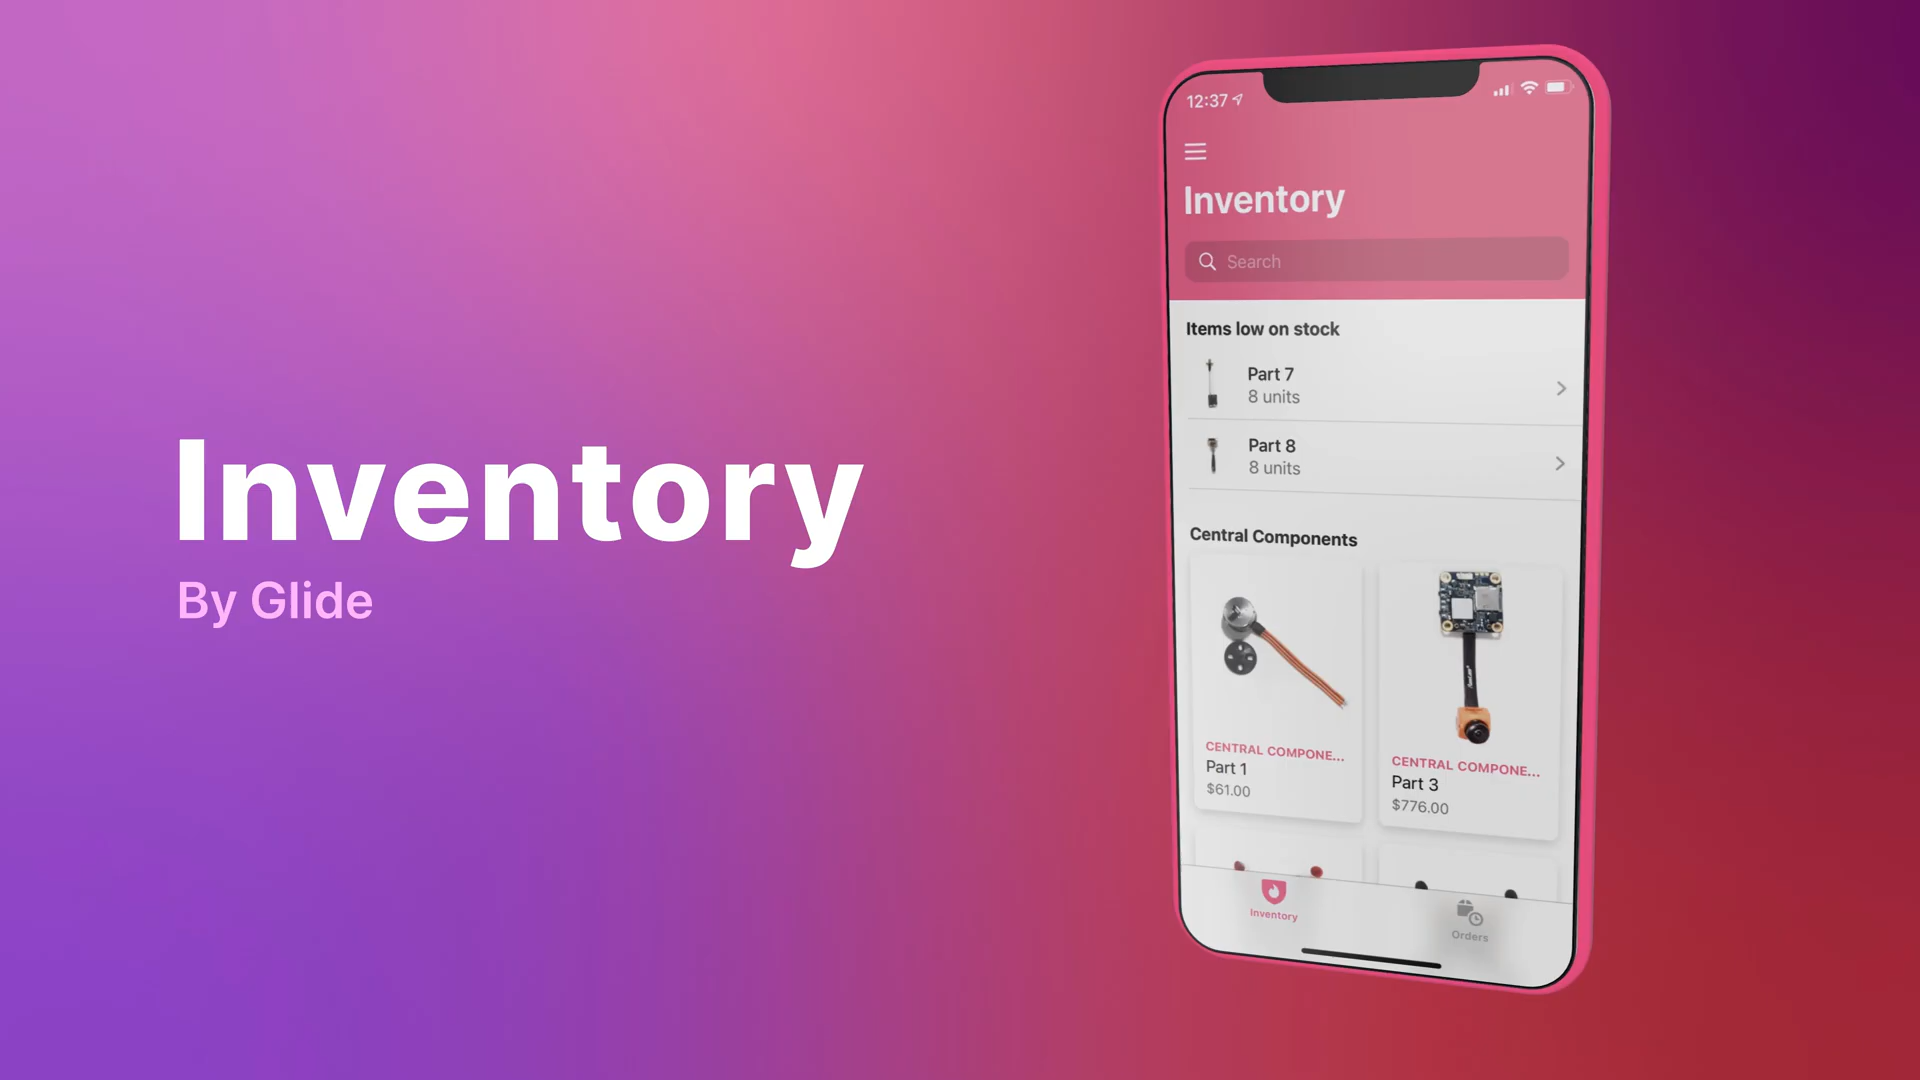 Inventory
By Glide
12:37
Inventory
Search
Items low on stock
Part 7
8 units
Part 8
8 units
Central Components
CENTRAL COMPONE...
Part 1
$61.00
CENTRAL COMPONE...
Part 3
$776.00
Inventory
Orders